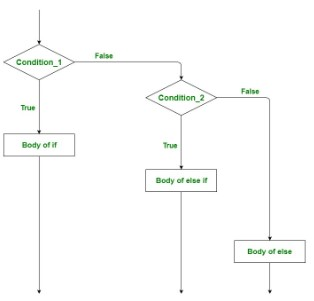 False
Condition_1
False
Condition_2
True
True
Body of if
Body of else if
Body of else